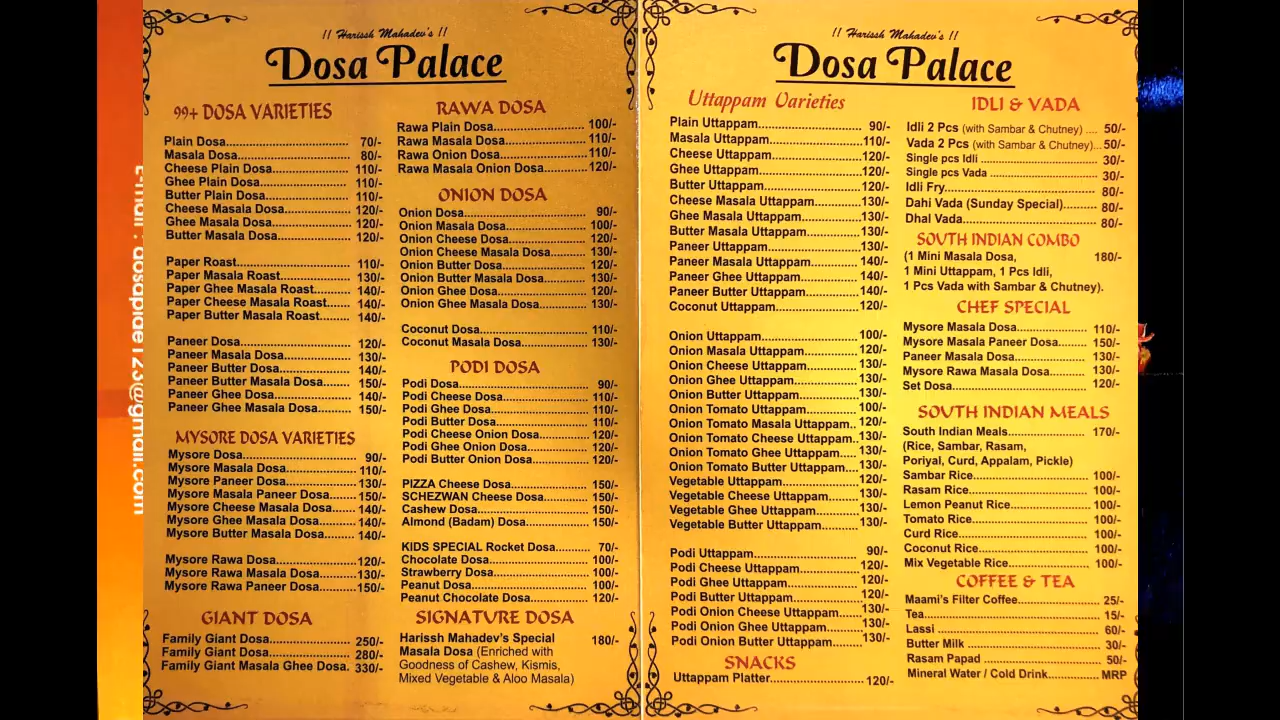 e-mail : dosaplae123@gmail.com
!! Harissh Mahadev's !!
Dosa Palace
99+ DOSA VARIETIES
Plain Dosa 70/-
Masala Dosa 80/-
Cheese Plain Dosa 110/-
Ghee Plain Dosa 110/-
Butter Plain Dosa 110/-
Cheese Masala Dosa 120/-
Ghee Masala Dosa 120/-
Butter Masala Dosa 120/-
Paper Roast 110/-
Paper Masala Roast 130/-
Paper Ghee Masala Roast 140/-
Paper Cheese Masala Roast 140/-
Paper Butter Masala Roast 140/-
Paneer Dosa 120/-
Paneer Masala Dosa 130/-
Paneer Butter Dosa 140/-
Paneer Butter Masala Dosa 150/-
Paneer Ghee Dosa 140/-
Paneer Ghee Masala Dosa 150/-
MYSORE DOSA VARIETIES
Mysore Dosa 90/-
Mysore Masala Dosa 110/-
Mysore Paneer Dosa 130/-
Mysore Masala Paneer Dosa 150/-
Mysore Cheese Masala Dosa 140/-
Mysore Ghee Masala Dosa 140/-
Mysore Butter Masala Dosa 140/-
Mysore Rawa Dosa 120/-
Mysore Rawa Masala Dosa 130/-
Mysore Rawa Paneer Dosa 150/-
GIANT DOSA
Family Giant Dosa 250/-
Family Giant Dosa 280/-
Family Giant Masala Ghee Dosa. 330/-
RAWA DOSA
Rawa Plain Dosa 100/-
Rawa Masala Dosa 110/-
Rawa Onion Dosa 110/-
Rawa Masala Onion Dosa 120/-
ONION DOSA
Onion Dosa 90/-
Onion Masala Dosa 100/-
Onion Cheese Dosa 120/-
Onion Cheese Masala Dosa 130/-
Onion Butter Dosa 120/-
Onion Butter Masala Dosa 130/-
Onion Ghee Dosa 120/-
Onion Ghee Masala Dosa 130/-
Coconut Dosa 110/-
Coconut Masala Dosa 130/-
PODI DOSA
Podi Dosa 90/-
Podi Cheese Dosa 110/-
Podi Ghee Dosa 110/-
Podi Butter Dosa 110/-
Podi Cheese Onion Dosa 120/-
Podi Ghee Onion Dosa 120/-
Podi Butter Onion Dosa 120/-
PIZZA Cheese Dosa 150/-
SCHEZWAN Cheese Dosa 150/-
Cashew Dosa 150/-
Almond (Badam) Dosa 150/-
KIDS SPECIAL Rocket Dosa 70/-
Chocolate Dosa 100/-
Strawberry Dosa 100/-
Peanut Dosa 100/-
Peanut Chocolate Dosa 120/-
SIGNATURE DOSA
Harissh Mahadev's Special 180/-
Masala Dosa (Enriched with
Goodness of Cashew, Kismis,
Mixed Vegetable & Aloo Masala)
!! Harissh Mahadev's !!
Dosa Palace
Uttappam Varieties
Plain Uttappam 90/-
Masala Uttappam 110/-
Cheese Uttappam 120/-
Ghee Uttappam 120/-
Butter Uttappam 120/-
Cheese Masala Uttappam 130/-
Ghee Masala Uttappam 130/-
Butter Masala Uttappam 130/-
Paneer Uttappam 130/-
Paneer Masala Uttappam 140/-
Paneer Ghee Uttappam 140/-
Paneer Butter Uttappam 140/-
Coconut Uttappam 120/-
Onion Uttappam 100/-
Onion Masala Uttappam 120/-
Onion Cheese Uttappam 130/-
Onion Ghee Uttappam 130/-
Onion Butter Uttappam 130/-
Onion Tomato Uttappam 100/-
Onion Tomato Masala Uttappam 120/-
Onion Tomato Cheese Uttappam 130/-
Onion Tomato Ghee Uttappam 130/-
Onion Tomato Butter Uttappam 130/-
Vegetable Uttappam 120/-
Vegetable Cheese Uttappam 130/-
Vegetable Ghee Uttappam 130/-
Vegetable Butter Uttappam 130/-
Podi Uttappam 90/-
Podi Cheese Uttappam 120/-
Podi Ghee Uttappam 120/-
Podi Butter Uttappam 120/-
Podi Onion Cheese Uttappam 130/-
Podi Onion Ghee Uttappam 130/-
Podi Onion Butter Uttappam 130/-
SNACKS
Uttappam Platter 120/-
IDLI & VADA
Idli 2 Pcs (with Sambar & Chutney) 50/-
Vada 2 Pcs (with Sambar & Chutney) 50/-
Single pcs Idli 30/-
Single pcs Vada 30/-
Idli Fry 80/-
Dahi Vada (Sunday Special) 80/-
Dhal Vada 80/-
SOUTH INDIAN COMBO
(1 Mini Masala Dosa, 180/-
1 Mini Uttappam, 1 Pcs Idli,
1 Pcs Vada with Sambar & Chutney).
CHEF SPECIAL
Mysore Masala Dosa 110/-
Mysore Masala Paneer Dosa 150/-
Paneer Masala Dosa 130/-
Mysore Rawa Masala Dosa 130/-
Set Dosa 120/-
SOUTH INDIAN MEALS
South Indian Meals 170/-
(Rice, Sambar, Rasam,
Poriyal, Curd, Appalam, Pickle)
Sambar Rice 100/-
Rasam Rice 100/-
Lemon Peanut Rice 100/-
Tomato Rice 100/-
Curd Rice 100/-
Coconut Rice 100/-
Mix Vegetable Rice 100/-
COFFEE & TEA
Maami's Filter Coffee 25/-
Tea 15/-
Lassi 60/-
Butter Milk 30/-
Rasam Papad 50/-
Mineral Water / Cold Drink MRP